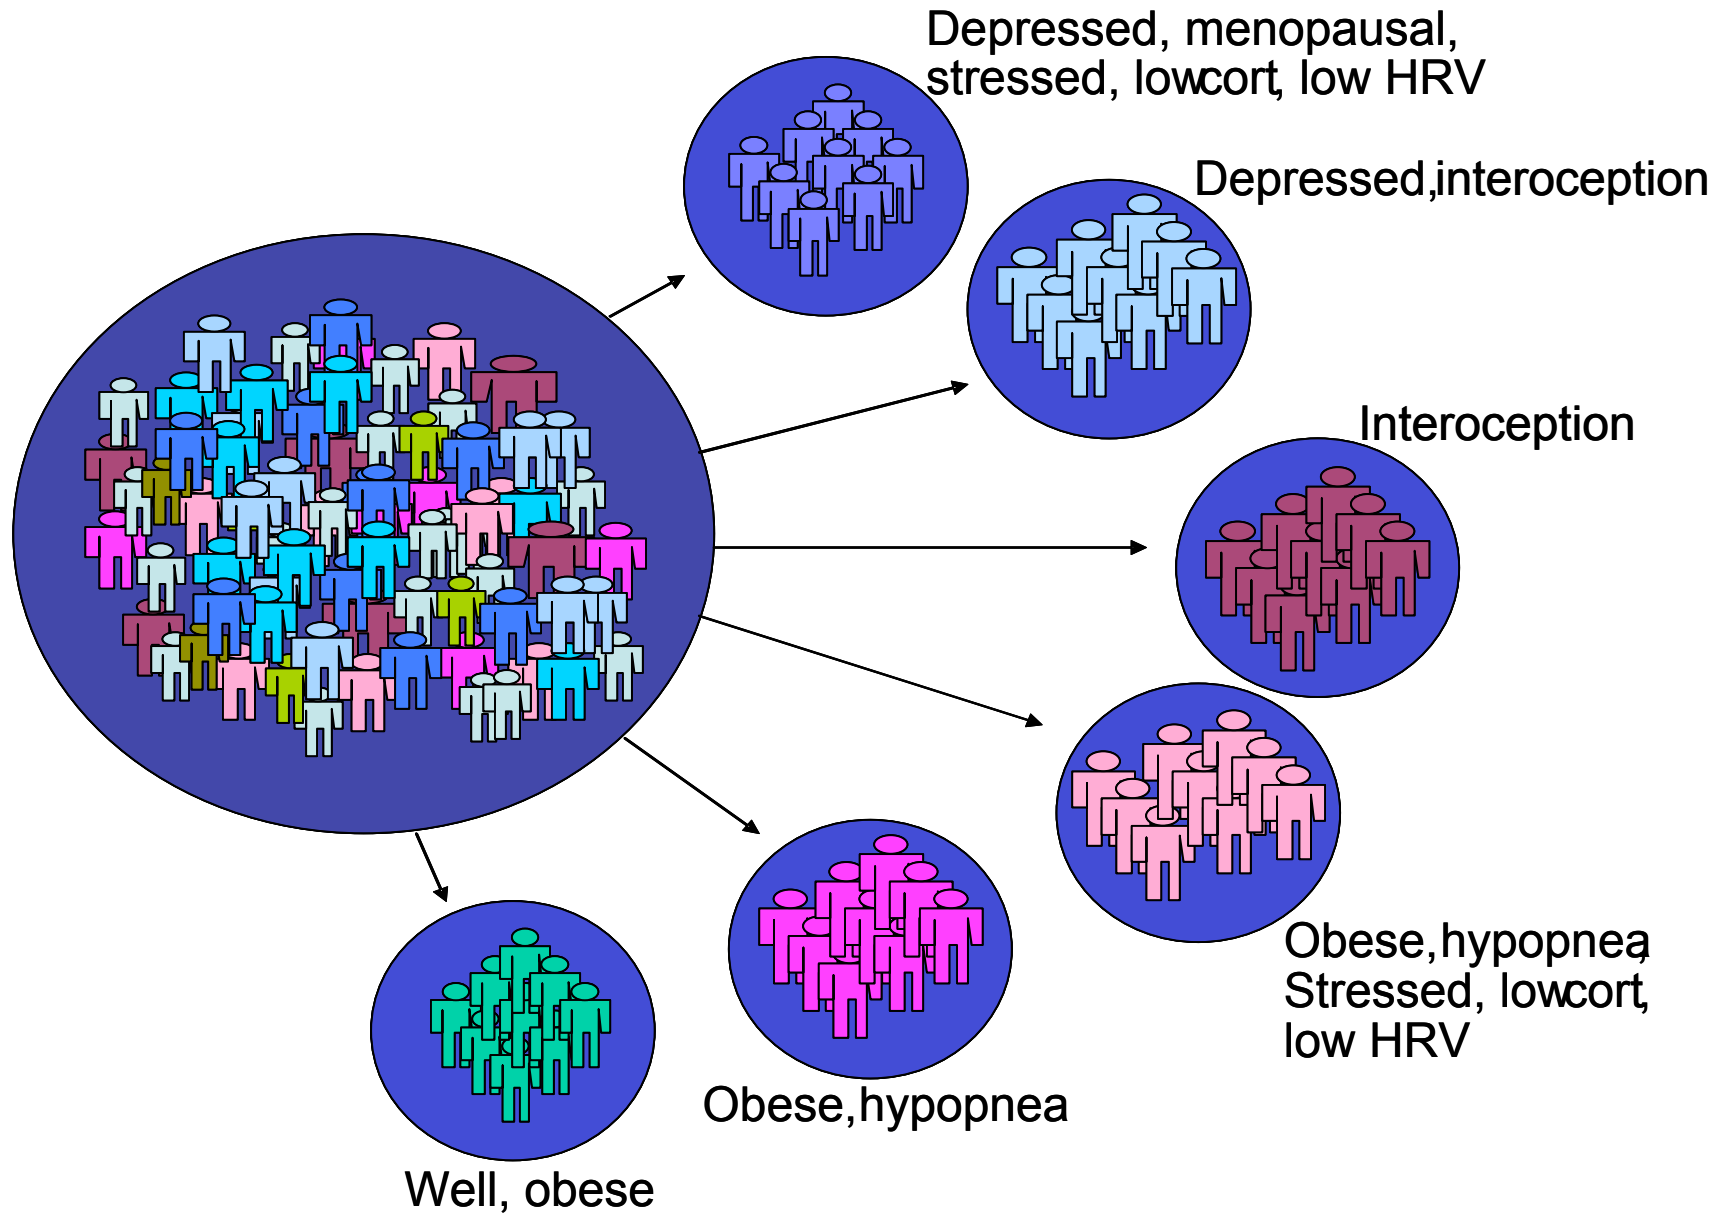 Depressed, menopausal,
stressed, lowcort, low HRV
Depressed,interoception
Interoception
Obese,hypopnea,
Stressed, lowcort,
low HRV
Obese,hypopnea
Well, obese